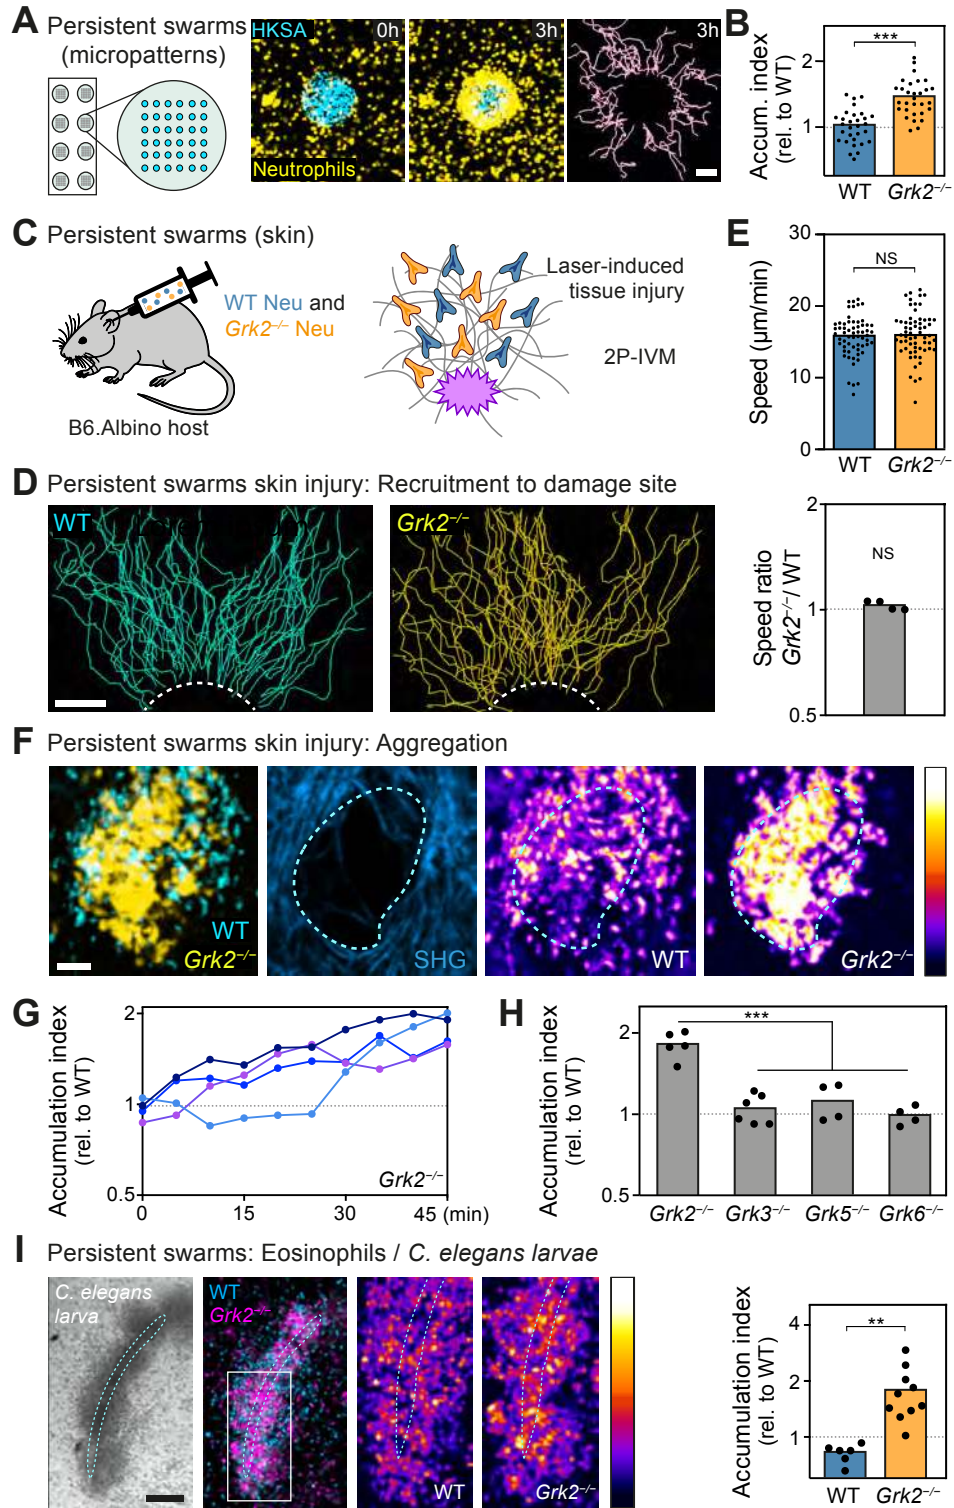 A Persistent swarms
(micropatterns)
HKSA
0h
3h
3h
Neutrophils
B
Accum. index
(rel. to WT)
2
1
***
WT
Grk2–/–
C Persistent swarms (skin)
WT Neu and
Grk2–/– Neu
B6.Albino host
Laser-induced
tissue injury
2P-IVM
E
Speed (µm/min)
30
20
10
0
NS
WT
Grk2–/–
D Persistent swarms skin injury: Recruitment to damage site
WT
Grk2–/–
Speed ratio
Grk2–/–/ WT
2
1
0.5
NS
F Persistent swarms skin injury: Aggregation
WT
Grk2–/–
SHG
WT
Grk2–/–
G
Accumulation index
(rel. to WT)
2
1
0.5
Grk2–/–
0
15
30
45 (min)
H
Accumulation index
(rel. to WT)
2
1
0.5
***
Grk2–/–
Grk3–/–
Grk5–/–
Grk6–/–
I Persistent swarms: Eosinophils / C. elegans larvae
C. elegans
larva
WT
Grk2–/–
WT
Grk2–/–
Accumulation index
(rel. to WT)
4
2
1
**
WT
Grk2–/–